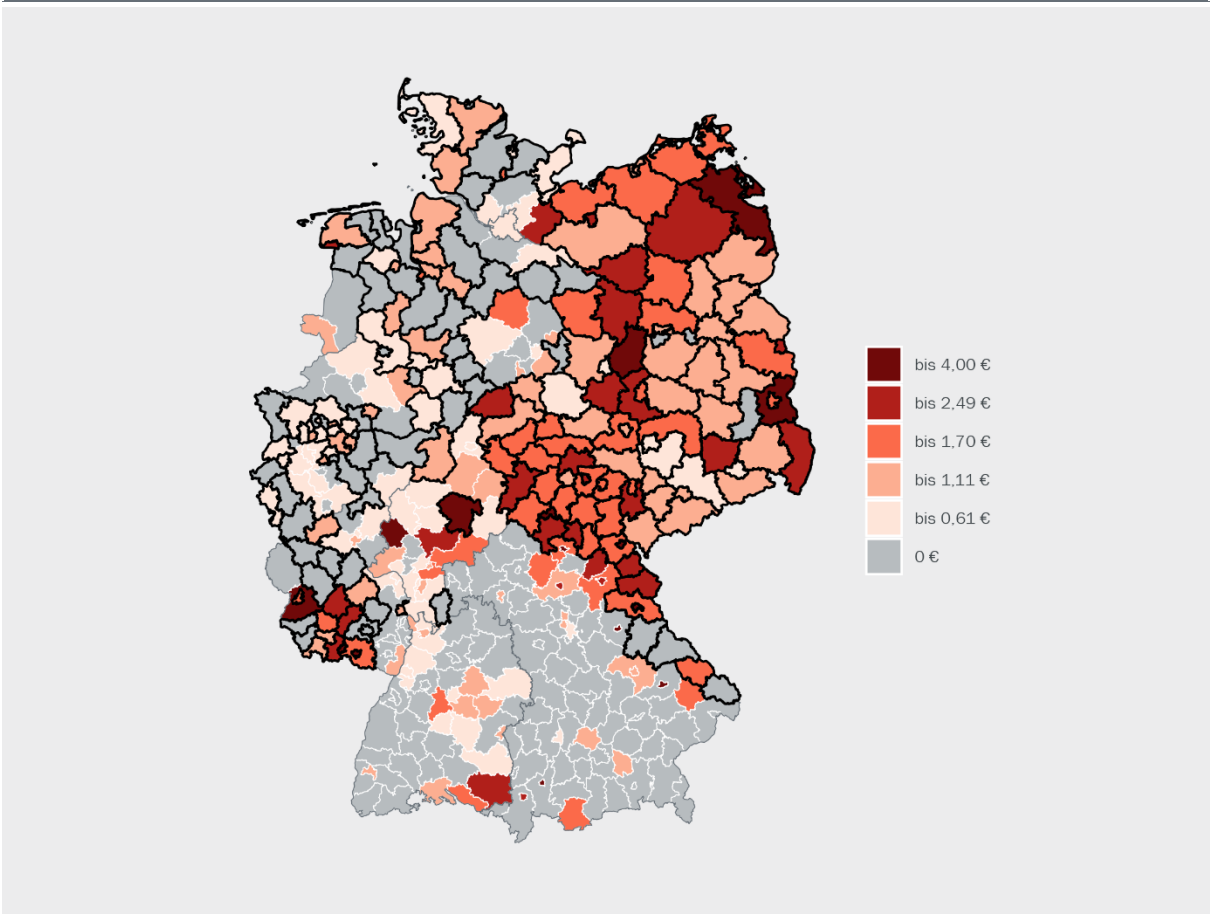 bis 4,00 €
bis 2,49 €
bis 1,70 €
bis 1,11 €
bis 0,61 €
0 €